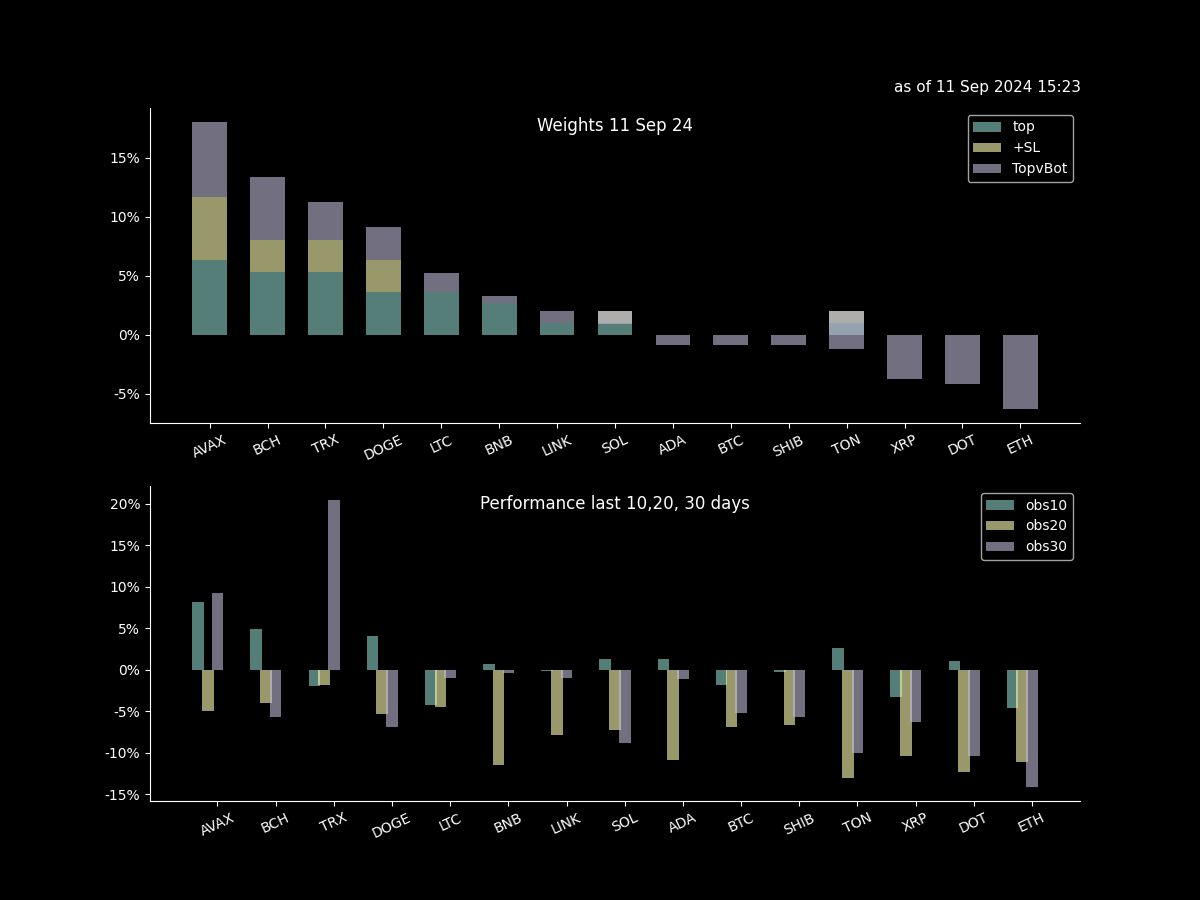 as of 11 Sep 2024 15:23
Weights 11 Sep 24
top
+SL
TopvBot
15%
10%
5%
0%
-5%
AVAX BCH TRX DOGE LTC BNB LINK SOL ADA BTC SHIB TON XRP DOT ETH
Performance last 10,20, 30 days
obs10
obs20
obs30
20%
15%
10%
5%
0%
-5%
-10%
-15%
AVAX BCH TRX DOGE LTC BNB LINK SOL ADA BTC SHIB TON XRP DOT ETH